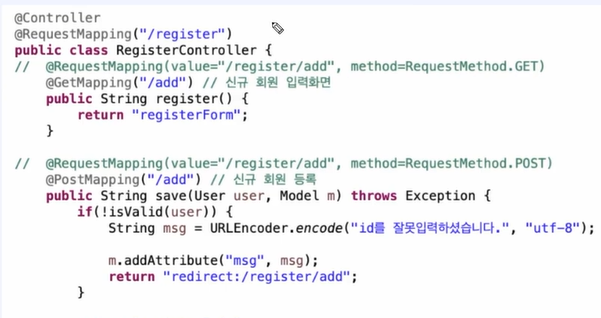 @Controller
@RequestMapping("/register")
public class RegisterController {
//  @RequestMapping(value="/register/add", method=RequestMethod.GET)
    @GetMapping("/add") // 신규 회원 입력화면
    public String register() {
        return "registerForm";
    }

//  @RequestMapping(value="/register/add", method=RequestMethod.POST)
    @PostMapping("/add") // 신규 회원 등록
    public String save(User user, Model m) throws Exception {
        if(!isValid(user)) {
            String msg = URLEncoder.encode("id를 잘못입력하셨습니다.", "utf-8");

            m.addAttribute("msg", msg);
            return "redirect:/register/add";
        }